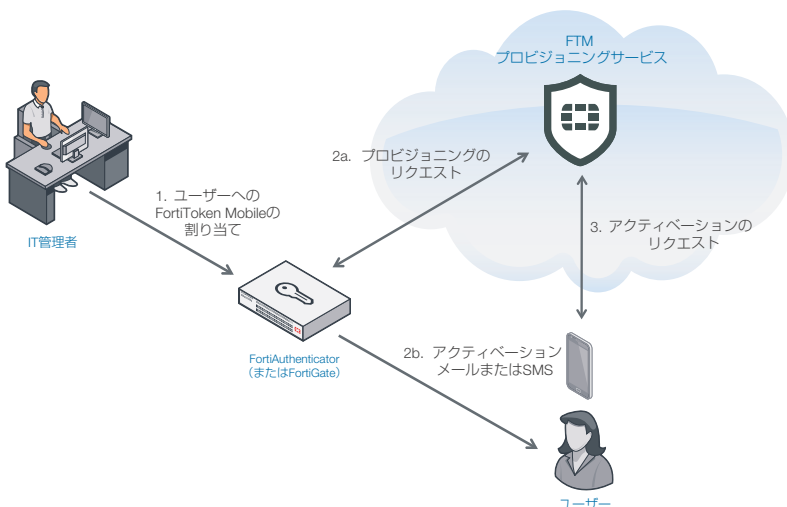 FTM
プロビジョニングサービス
2a. プロビジョニングの
リクエスト
1. ユーザーへの
FortiToken Mobileの
割り当て
3. アクティベーションの
リクエスト
IT管理者
FortiAuthenticator
（またはFortiGate）
2b. アクティベーション
メールまたはSMS
ユーザー